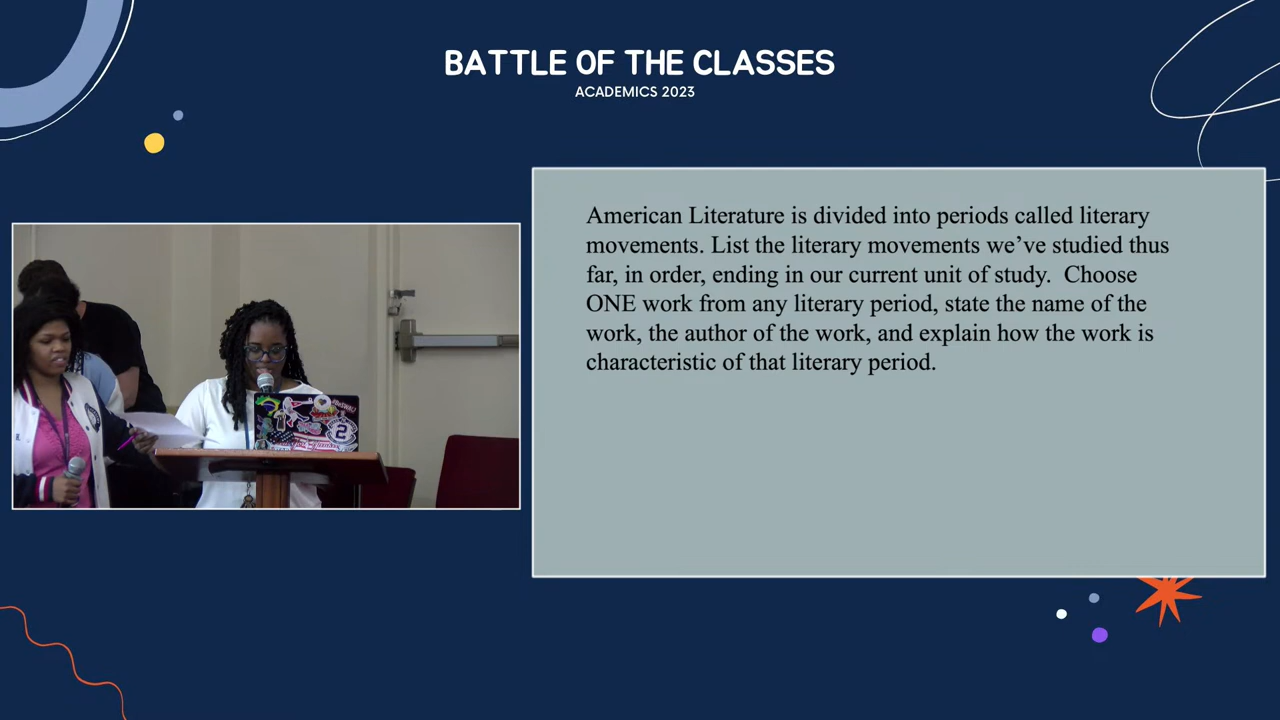 BATTLE OF THE CLASSES
ACADEMICS 2023
American Literature is divided into periods called literary
movements. List the literary movements we’ve studied thus
far, in order, ending in our current unit of study.  Choose
ONE work from any literary period, state the name of the
work, the author of the work, and explain how the work is
characteristic of that literary period.
2